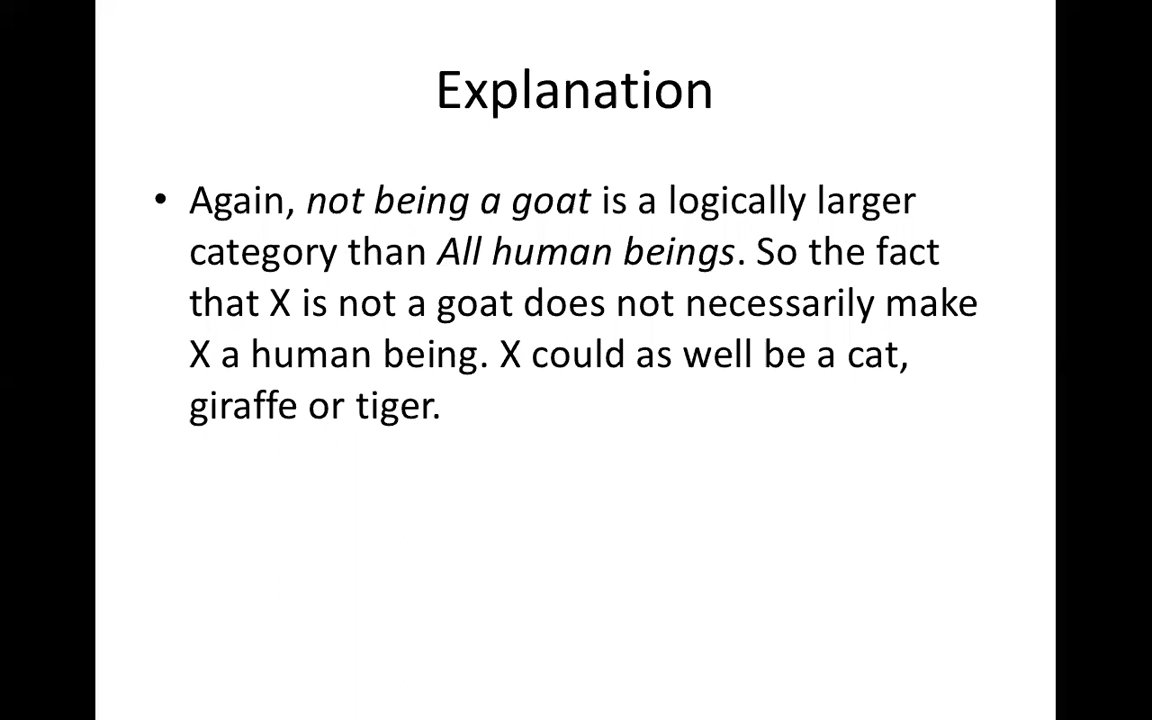 Explanation
• Again, not being a goat is a logically larger
category than All human beings. So the fact
that X is not a goat does not necessarily make
X a human being. X could as well be a cat,
giraffe or tiger.